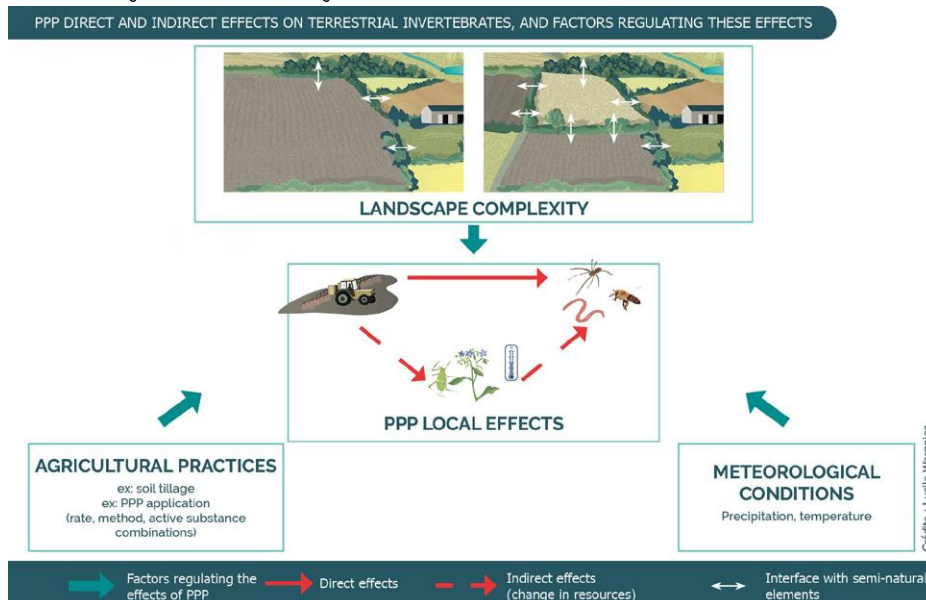 PPP DIRECT AND INDIRECT EFFECTS ON TERRESTRIAL INVERTEBRATES, AND FACTORS REGULATING THESE EFFECTS
LANDSCAPE COMPLEXITY
PPP LOCAL EFFECTS
AGRICULTURAL PRACTICES
ex: soil tillage
ex: PPP application
(rate, method, active substance
combinations)
METEOROLOGICAL
CONDITIONS
Precipitation, temperature
Factors regulating the
effects of PPP
Direct effects
Indirect effects
(change in resources)
Interface with semi-natural
elements